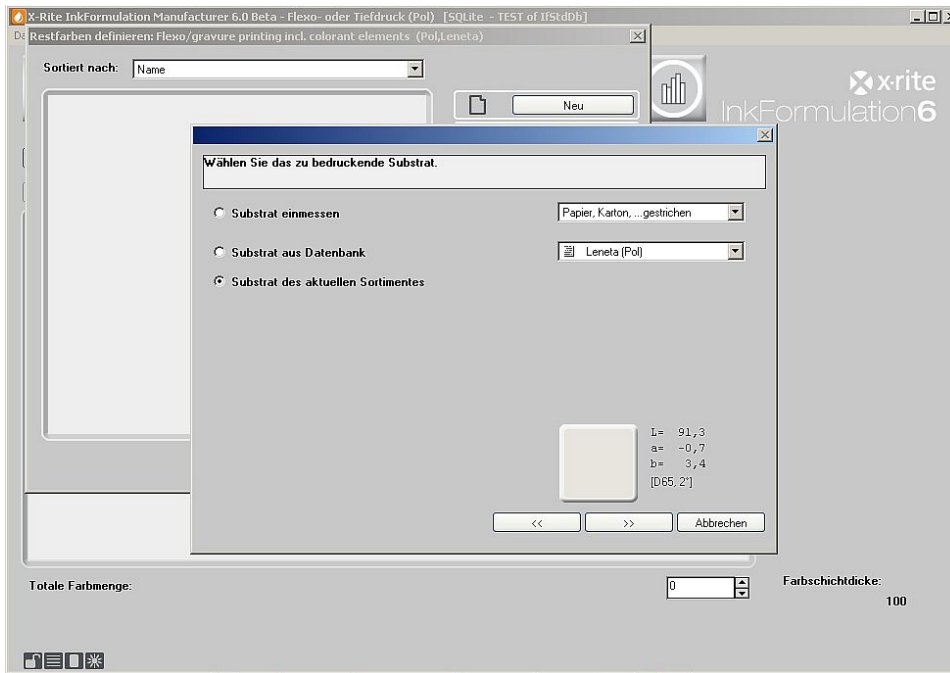 X-Rite InkFormulation Manufacturer 6.0 Beta - Flexo- oder Tiefdruck (Pol) [SQLite - TEST of IfStdDb]
Restfarben definieren: Flexo/gravure printing incl. colorant elements (Pol,Leneta)
Sortiert nach: Name
Neu
x-rite
InkFormulation6
Wählen Sie das zu bedruckende Substrat.
Substrat einmessen
Papier, Karton, ...gestrichen
Substrat aus Datenbank
Leneta (Pol)
Substrat des aktuellen Sortimentes
L= 91,3
a= -0,7
b= 3,4
[D65, 2°]
<< >> Abbrechen
Totale Farbmenge: 0 Farbschichtdicke:
100